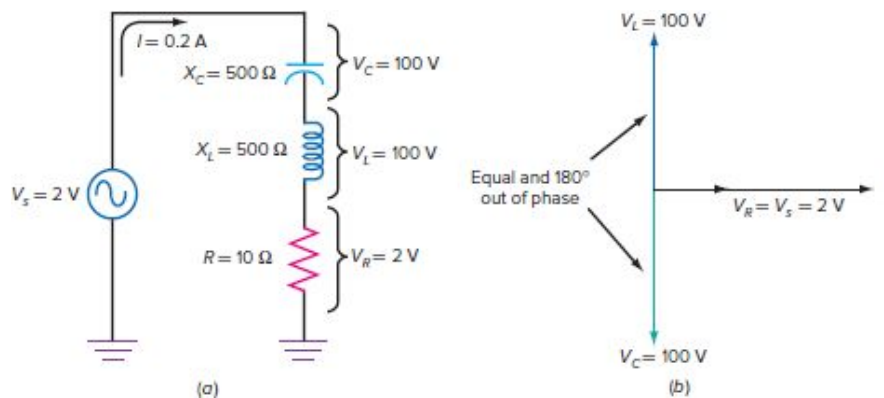 I = 0.2 A
X_C = 500 Ω
V_C = 100 V
X_L = 500 Ω
V_L = 100 V
V_s = 2 V
R = 10 Ω
V_R = 2 V
(a)
V_L = 100 V
Equal and 180°
out of phase
V_R = V_s = 2 V
V_C = 100 V
(b)